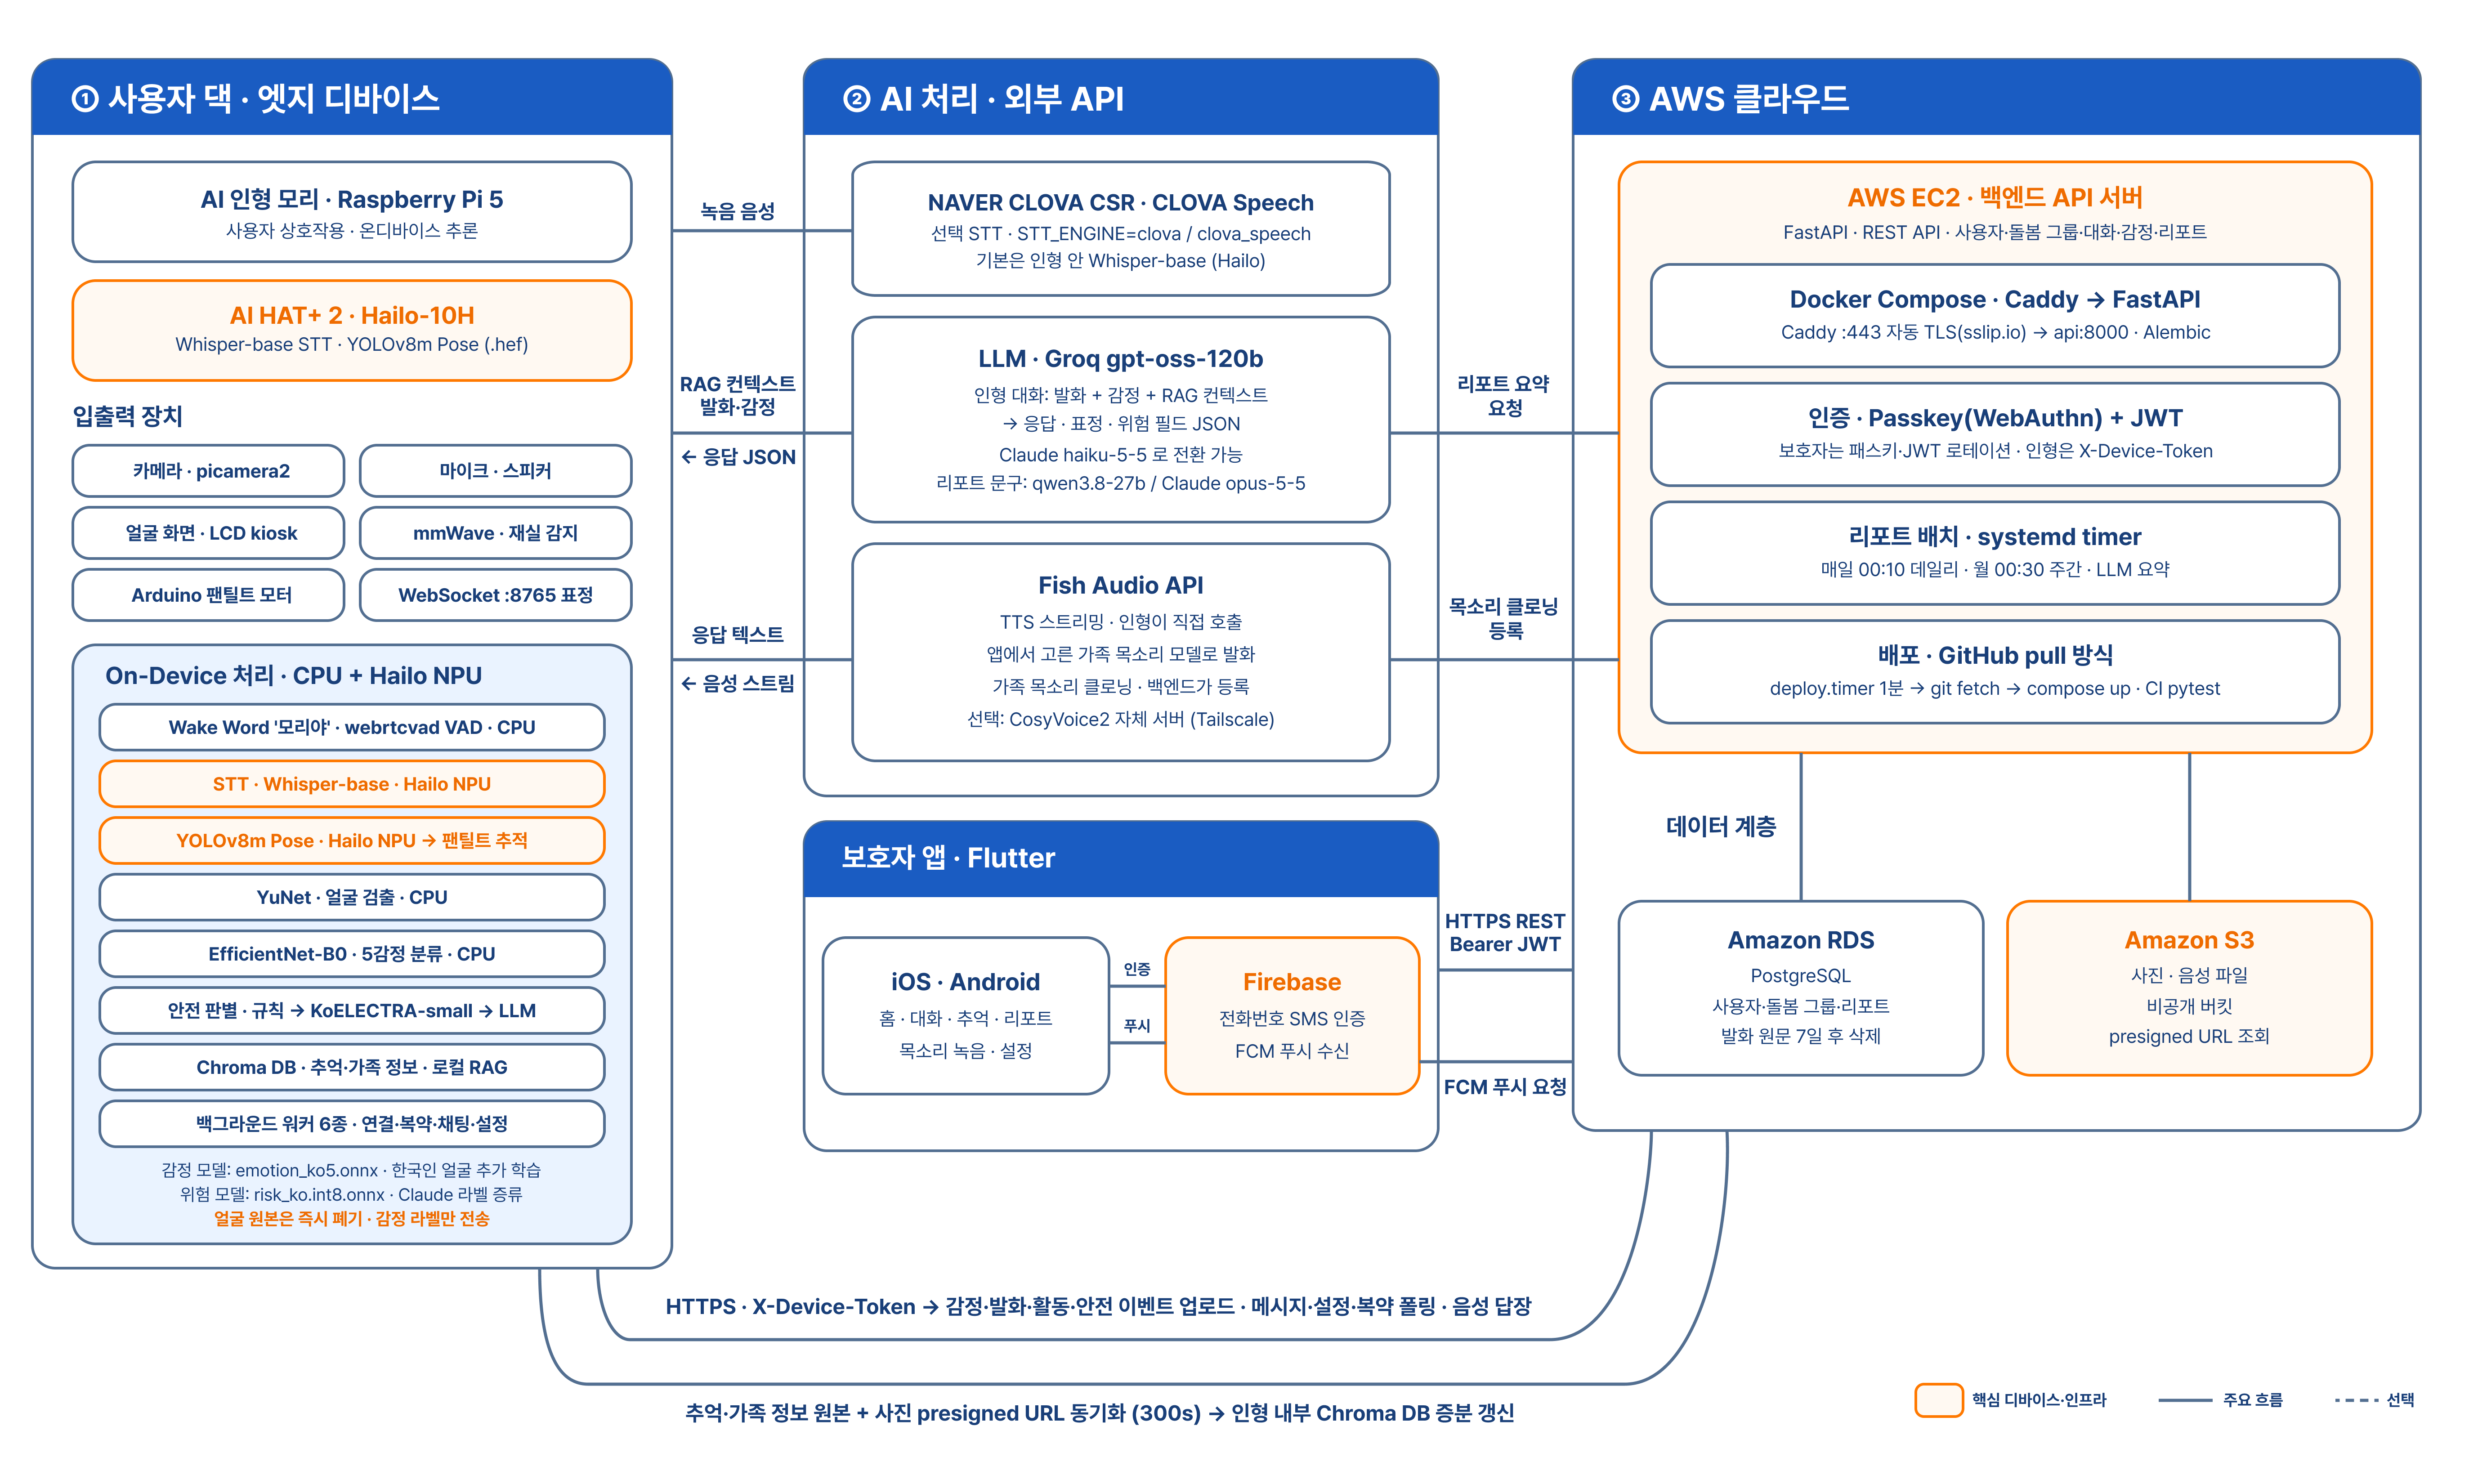 ① 사용자 댁 · 엣지 디바이스
AI 인형 모리 · Raspberry Pi 5
사용자 상호작용 · 온디바이스 추론
AI HAT+ 2 · Hailo-10H
Whisper-base STT · YOLOv8m Pose (.hef)
입출력 장치
카메라 · picamera2
마이크 · 스피커
얼굴 화면 · LCD kiosk
mmWave · 재실 감지
Arduino 팬틸트 모터
WebSocket :8765 표정
On-Device 처리 · CPU + Hailo NPU
Wake Word '모리야' · webrtcvad VAD · CPU
STT · Whisper-base · Hailo NPU
YOLOv8m Pose · Hailo NPU → 팬틸트 추적
YuNet · 얼굴 검출 · CPU
EfficientNet-B0 · 5감정 분류 · CPU
안전 판별 · 규칙 → KoELECTRA-small → LLM
Chroma DB · 추억·가족 정보 · 로컬 RAG
백그라운드 워커 6종 · 연결·복약·채팅·설정
감정 모델: emotion_ko5.onnx · 한국인 얼굴 추가 학습
위험 모델: risk_ko.int8.onnx · Claude 라벨 증류
얼굴 원본은 즉시 폐기 · 감정 라벨만 전송
녹음 음성
RAG 컨텍스트
발화·감정
← 응답 JSON
응답 텍스트
← 음성 스트림
② AI 처리 · 외부 API
NAVER CLOVA CSR · CLOVA Speech
선택 STT · STT_ENGINE=clova / clova_speech
기본은 인형 안 Whisper-base (Hailo)
LLM · Groq gpt-oss-120b
인형 대화: 발화 + 감정 + RAG 컨텍스트
→ 응답 · 표정 · 위험 필드 JSON
Claude haiku-5-5 로 전환 가능
리포트 문구: qwen3.8-27b / Claude opus-5-5
Fish Audio API
TTS 스트리밍 · 인형이 직접 호출
앱에서 고른 가족 목소리 모델로 발화
가족 목소리 클로닝 · 백엔드가 등록
선택: CosyVoice2 자체 서버 (Tailscale)
보호자 앱 · Flutter
iOS · Android
홈 · 대화 · 추억 · 리포트
목소리 녹음 · 설정
인증
푸시
Firebase
전화번호 SMS 인증
FCM 푸시 수신
리포트 요약
요청
목소리 클로닝
등록
HTTPS REST
Bearer JWT
FCM 푸시 요청
③ AWS 클라우드
AWS EC2 · 백엔드 API 서버
FastAPI · REST API · 사용자·돌봄 그룹·대화·감정·리포트
Docker Compose · Caddy → FastAPI
Caddy :443 자동 TLS(sslip.io) → api:8000 · Alembic
인증 · Passkey(WebAuthn) + JWT
보호자는 패스키·JWT 로테이션 · 인형은 X-Device-Token
리포트 배치 · systemd timer
매일 00:10 데일리 · 월 00:30 주간 · LLM 요약
배포 · GitHub pull 방식
deploy.timer 1분 → git fetch → compose up · CI pytest
데이터 계층
Amazon RDS
PostgreSQL
사용자·돌봄 그룹·리포트
발화 원문 7일 후 삭제
Amazon S3
사진 · 음성 파일
비공개 버킷
presigned URL 조회
HTTPS · X-Device-Token → 감정·발화·활동·안전 이벤트 업로드 · 메시지·설정·복약 폴링 · 음성 답장
추억·가족 정보 원본 + 사진 presigned URL 동기화 (300s) → 인형 내부 Chroma DB 증분 갱신
핵심 디바이스·인프라
주요 흐름
선택